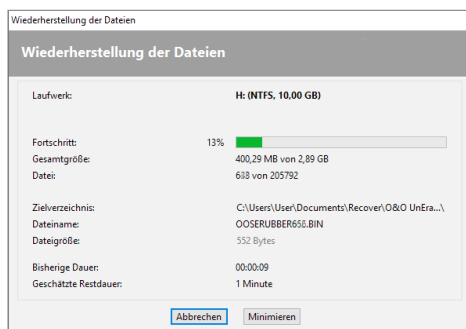 Wiederherstellung der Dateien
Wiederherstellung der Dateien
Laufwerk: H: (NTFS, 10,00 GB)
Fortschritt: 13%
Gesamtgröße: 400,29 MB von 2,89 GB
Datei: 688 von 205792
Zielverzeichnis: C:\Users\User\Documents\Recover\O&O UnEra...\
Dateiname: OOSERUBBER658.BIN
Dateigröße: 552 Bytes
Bisherige Dauer: 00:00:09
Geschätzte Restdauer: 1 Minute
Abbrechen Minimieren